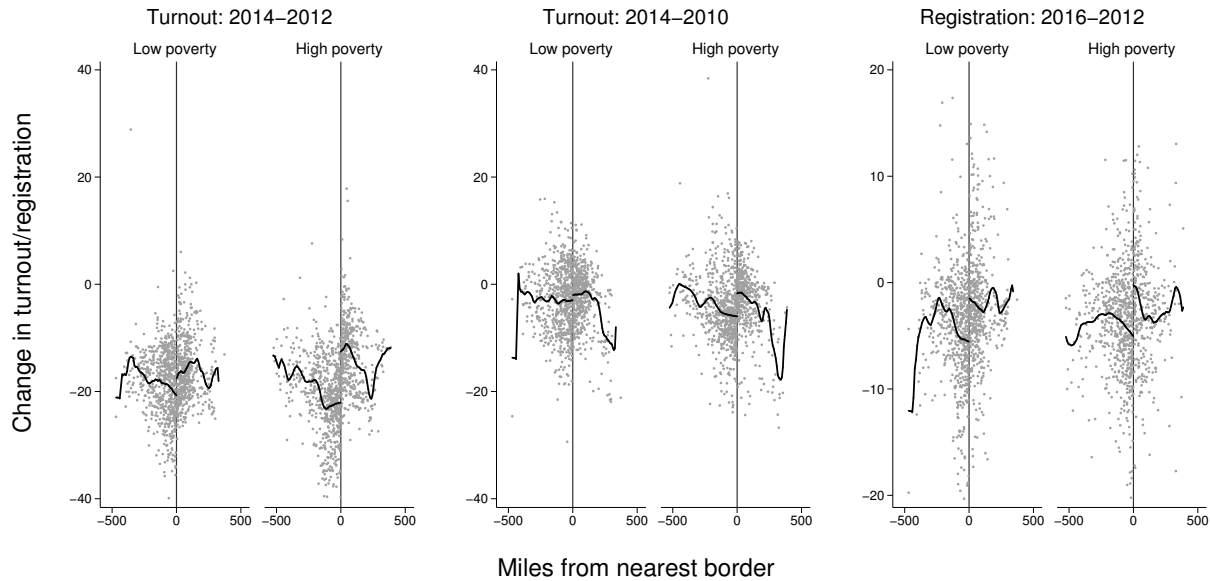 Turnout: 2014−2012
Turnout: 2014−2010
Registration: 2016−2012
Low poverty
High poverty
Low poverty
High poverty
Low poverty
High poverty
Change in turnout/registration
40
20
0
−20
−40
40
20
0
−20
−40
20
10
0
−10
−20
−500 0 500 −500 0 500
−500 0 500 −500 0 500
−500 0 500 −500 0 500
Miles from nearest border